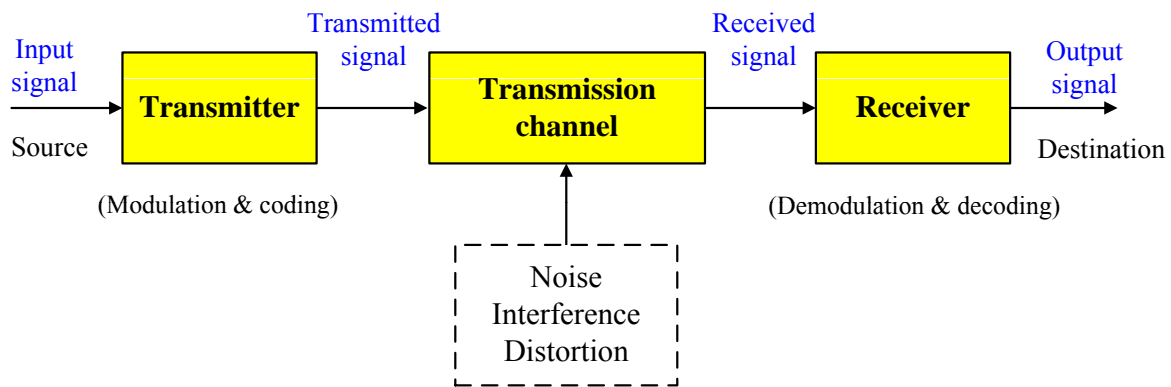 Input
signal
Source
Transmitter
(Modulation & coding)
Transmitted
signal
Transmission
channel
Noise
Interference
Distortion
Received
signal
Receiver
(Demodulation & decoding)
Output
signal
Destination